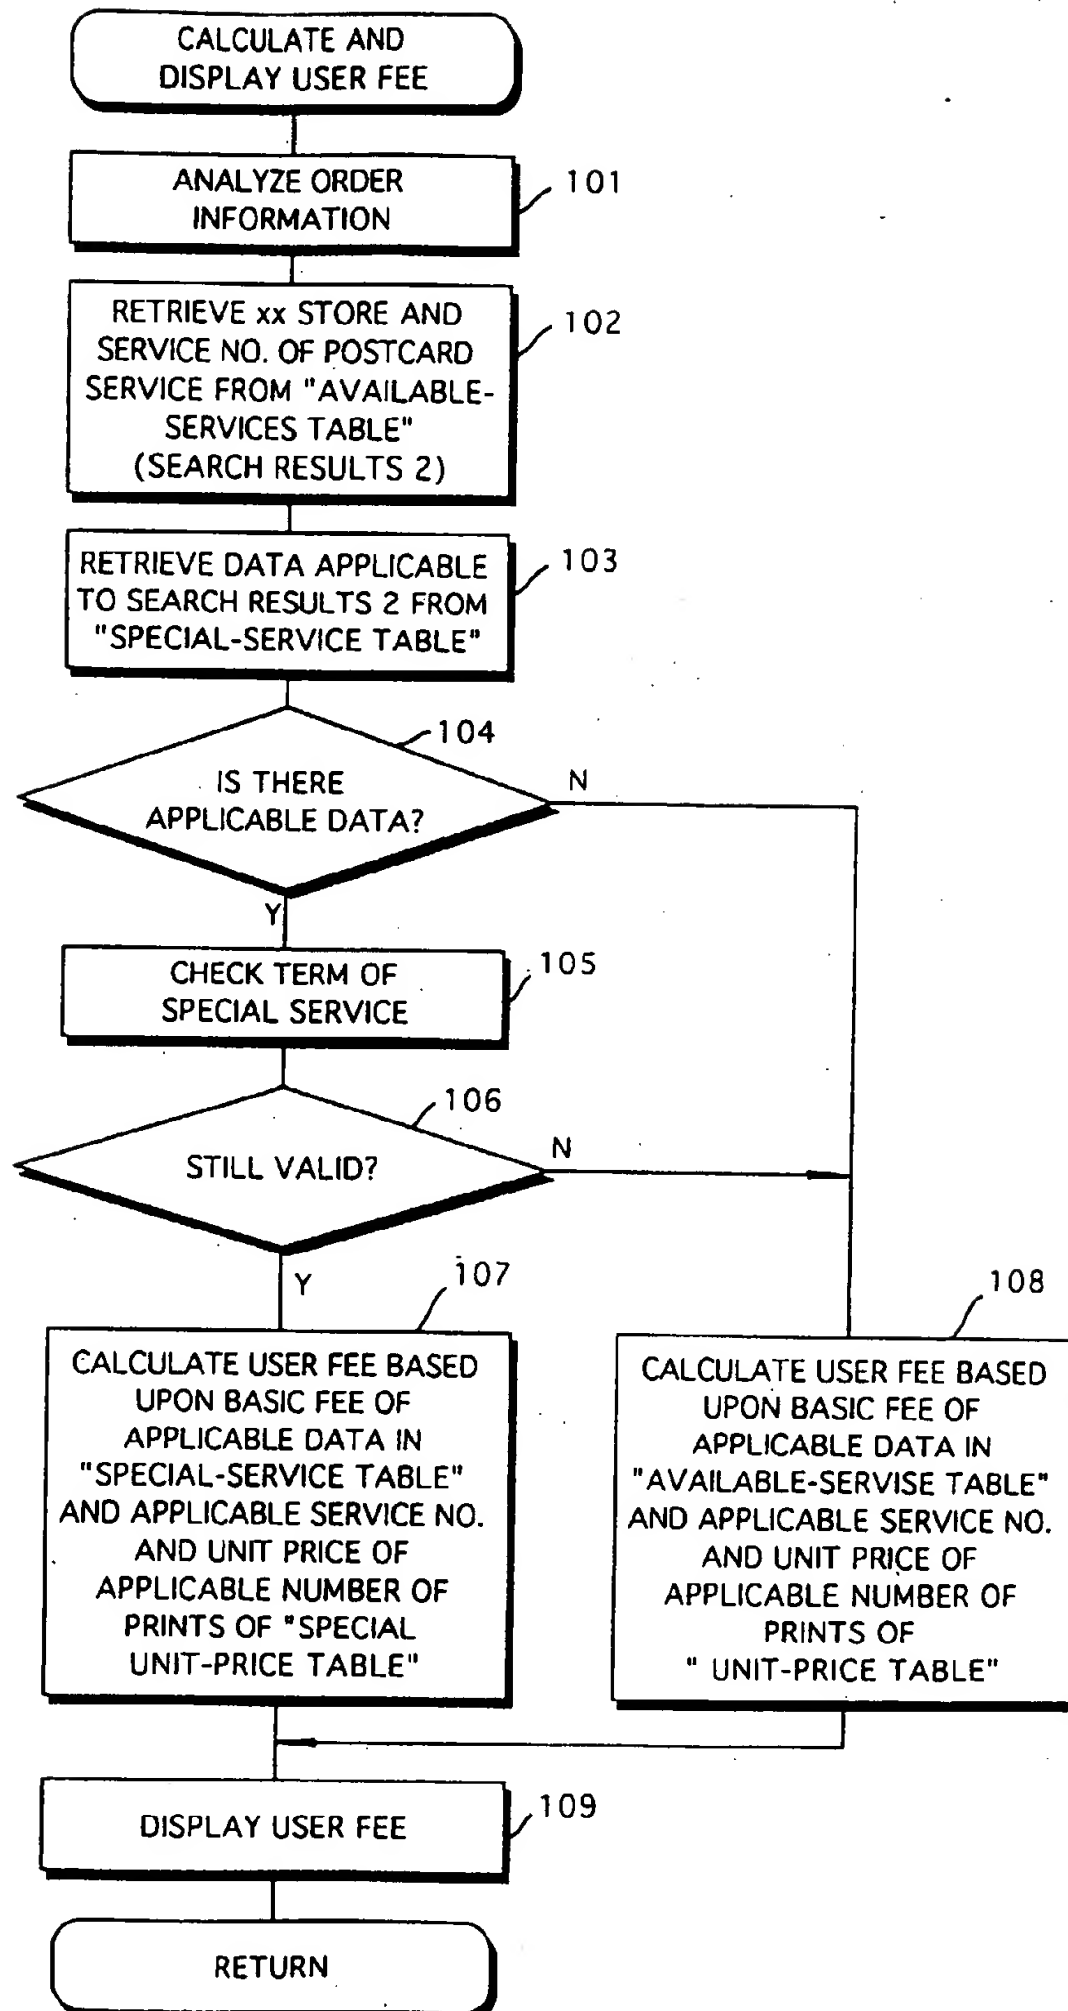 CALCULATE AND
DISPLAY USER FEE
ANALYZE ORDER
INFORMATION
101
RETRIEVE xx STORE AND
SERVICE NO. OF POSTCARD
SERVICE FROM "AVAILABLE-
SERVICES TABLE"
(SEARCH RESULTS 2)
102
RETRIEVE DATA APPLICABLE
TO SEARCH RESULTS 2 FROM
"SPECIAL-SERVICE TABLE"
103
104
IS THERE
APPLICABLE DATA?
N
Y
CHECK TERM OF
SPECIAL SERVICE
105
106
STILL VALID?
N
Y
107
CALCULATE USER FEE BASED
UPON BASIC FEE OF
APPLICABLE DATA IN
"SPECIAL-SERVICE TABLE"
AND APPLICABLE SERVICE NO.
AND UNIT PRICE OF
APPLICABLE NUMBER OF
PRINTS OF "SPECIAL
UNIT-PRICE TABLE"
108
CALCULATE USER FEE BASED
UPON BASIC FEE OF
APPLICABLE DATA IN
"AVAILABLE-SERVISE TABLE"
AND APPLICABLE SERVICE NO.
AND UNIT PRICE OF
APPLICABLE NUMBER OF
PRINTS OF
" UNIT-PRICE TABLE"
DISPLAY USER FEE
109
RETURN